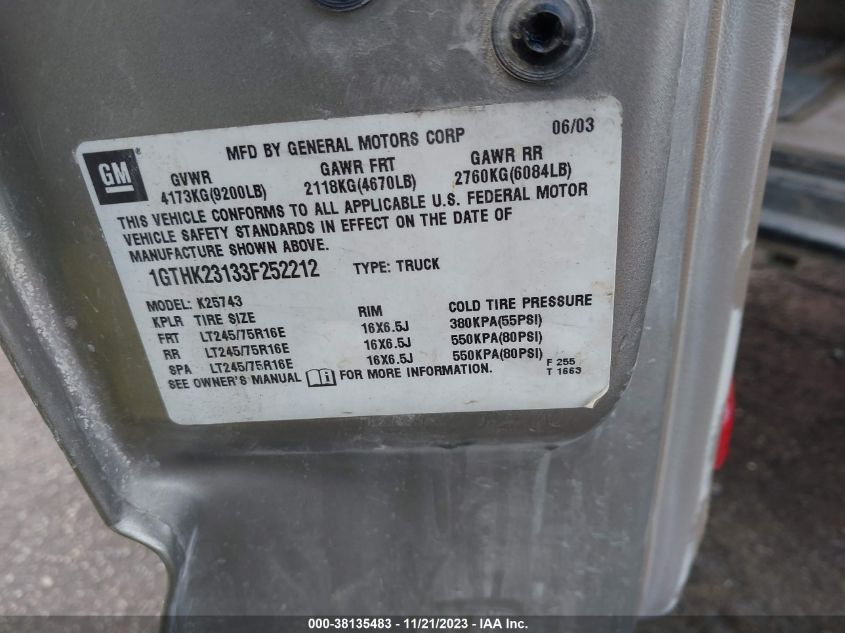 MFD BY GENERAL MOTORS CORP 06/03
GM
GVWR GAWR FRT GAWR RR
4173KG(9200LB) 2118KG(4670LB) 2760KG(6084LB)
THIS VEHICLE CONFORMS TO ALL APPLICABLE U.S. FEDERAL MOTOR
VEHICLE SAFETY STANDARDS IN EFFECT ON THE DATE OF
MANUFACTURE SHOWN ABOVE.
1GTHK23133F252212 TYPE: TRUCK
MODEL: K25743
KPLR TIRE SIZE RIM COLD TIRE PRESSURE
FRT LT245/75R16E 16X6.5J 380KPA(55PSI)
RR LT245/75R16E 16X6.5J 550KPA(80PSI)
SPA LT245/75R16E 16X6.5J 550KPA(80PSI)
SEE OWNER'S MANUAL FOR MORE INFORMATION.
F 255
T 1663
000-38135483 - 11/21/2023 - IAA Inc.